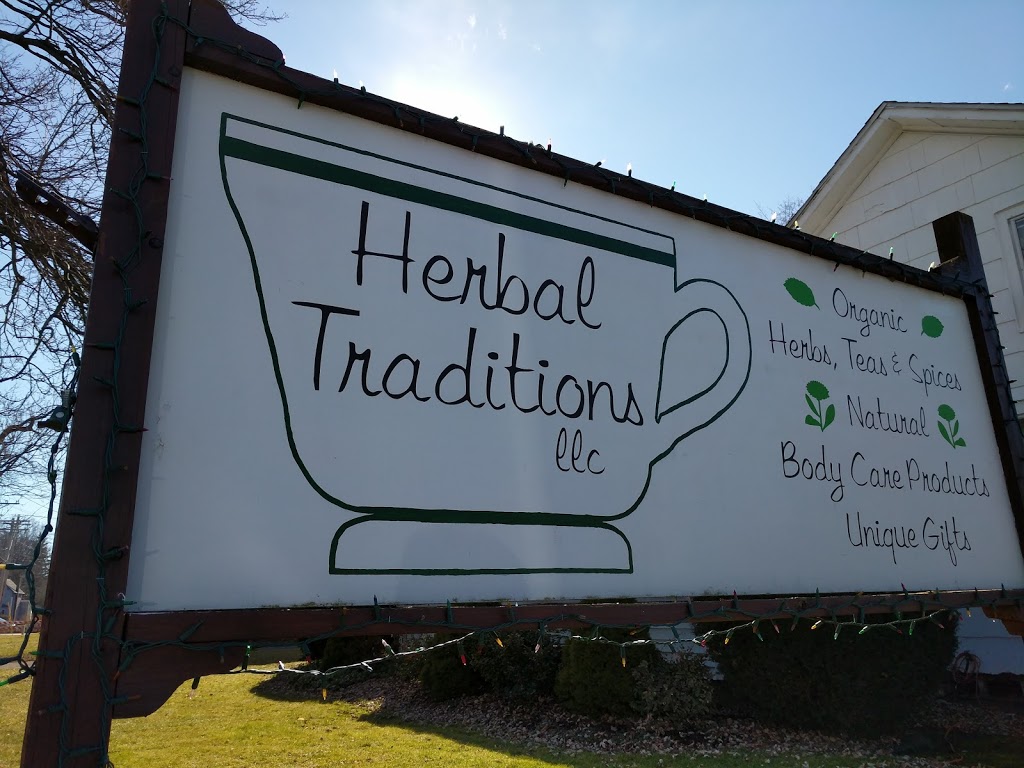 Herbal
Traditions
llc
Organic
Herbs, Teas & Spices
Natural
Body Care Products
Unique Gifts